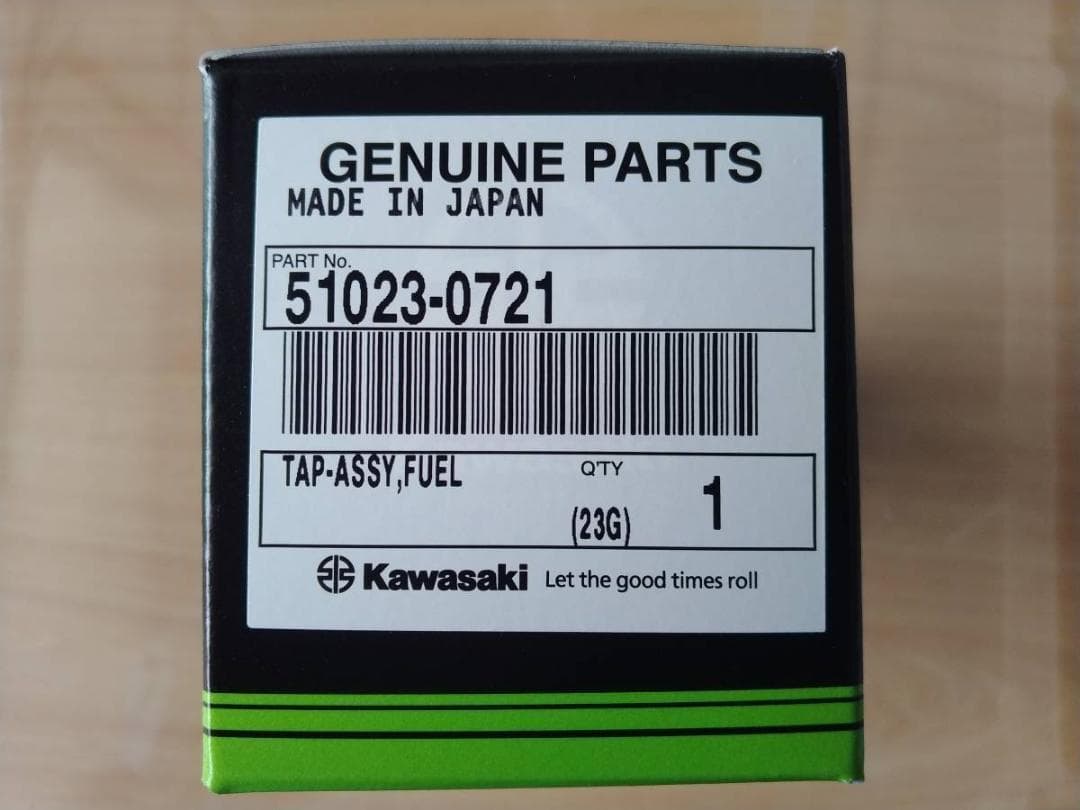 GENUINE PARTS
MADE IN JAPAN
PART No.
51023-0721
TAP-ASSY,FUEL
Q'TY
(23G)
1
Kawasaki Let the good times roll